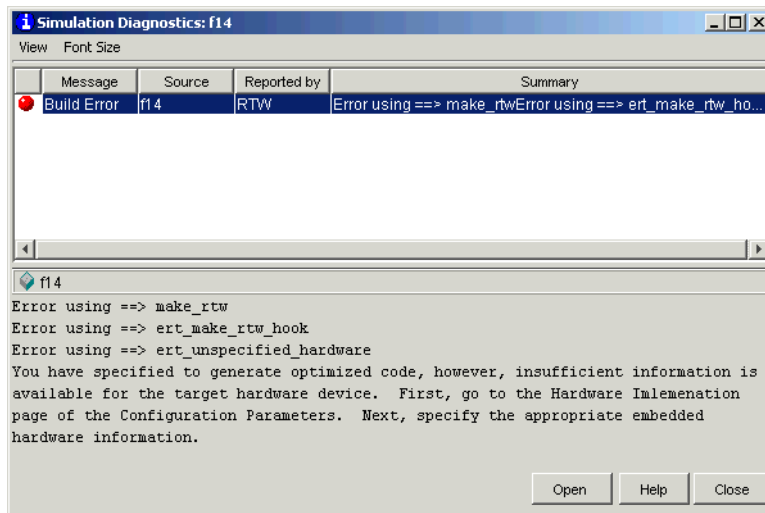 Simulation Diagnostics: f14
View Font Size
Message Source Reported by Summary
Build Error f14 RTW Error using ==> make_rtwError using ==> ert_make_rtw_ho...
f14
Error using ==> make_rtw
Error using ==> ert_make_rtw_hook
Error using ==> ert_unspecified_hardware
You have specified to generate optimized code, however, insufficient information is
available for the target hardware device. First, go to the Hardware Imlemenation
page of the Configuration Parameters. Next, specify the appropriate embedded
hardware information.
Open Help Close